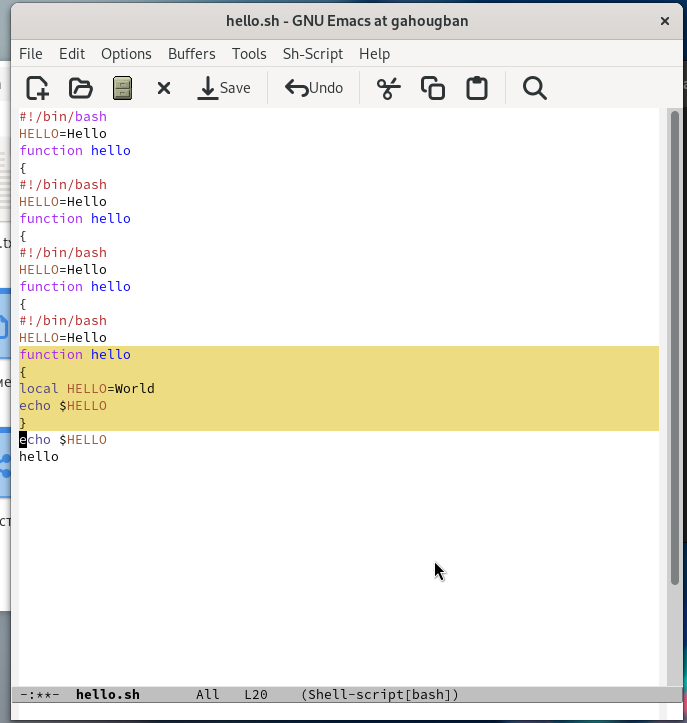 hello.sh - GNU Emacs at gahougban ×
File Edit Options Buffers Tools Sh-Script Help
Save Undo
#!/bin/bash
HELLO=Hello
function hello
{
#!/bin/bash
HELLO=Hello
function hello
{
#!/bin/bash
HELLO=Hello
function hello
{
#!/bin/bash
HELLO=Hello
function hello
{
local HELLO=World
echo $HELLO
}
echo $HELLO
hello
-:**- hello.sh All L20 (Shell-script[bash])